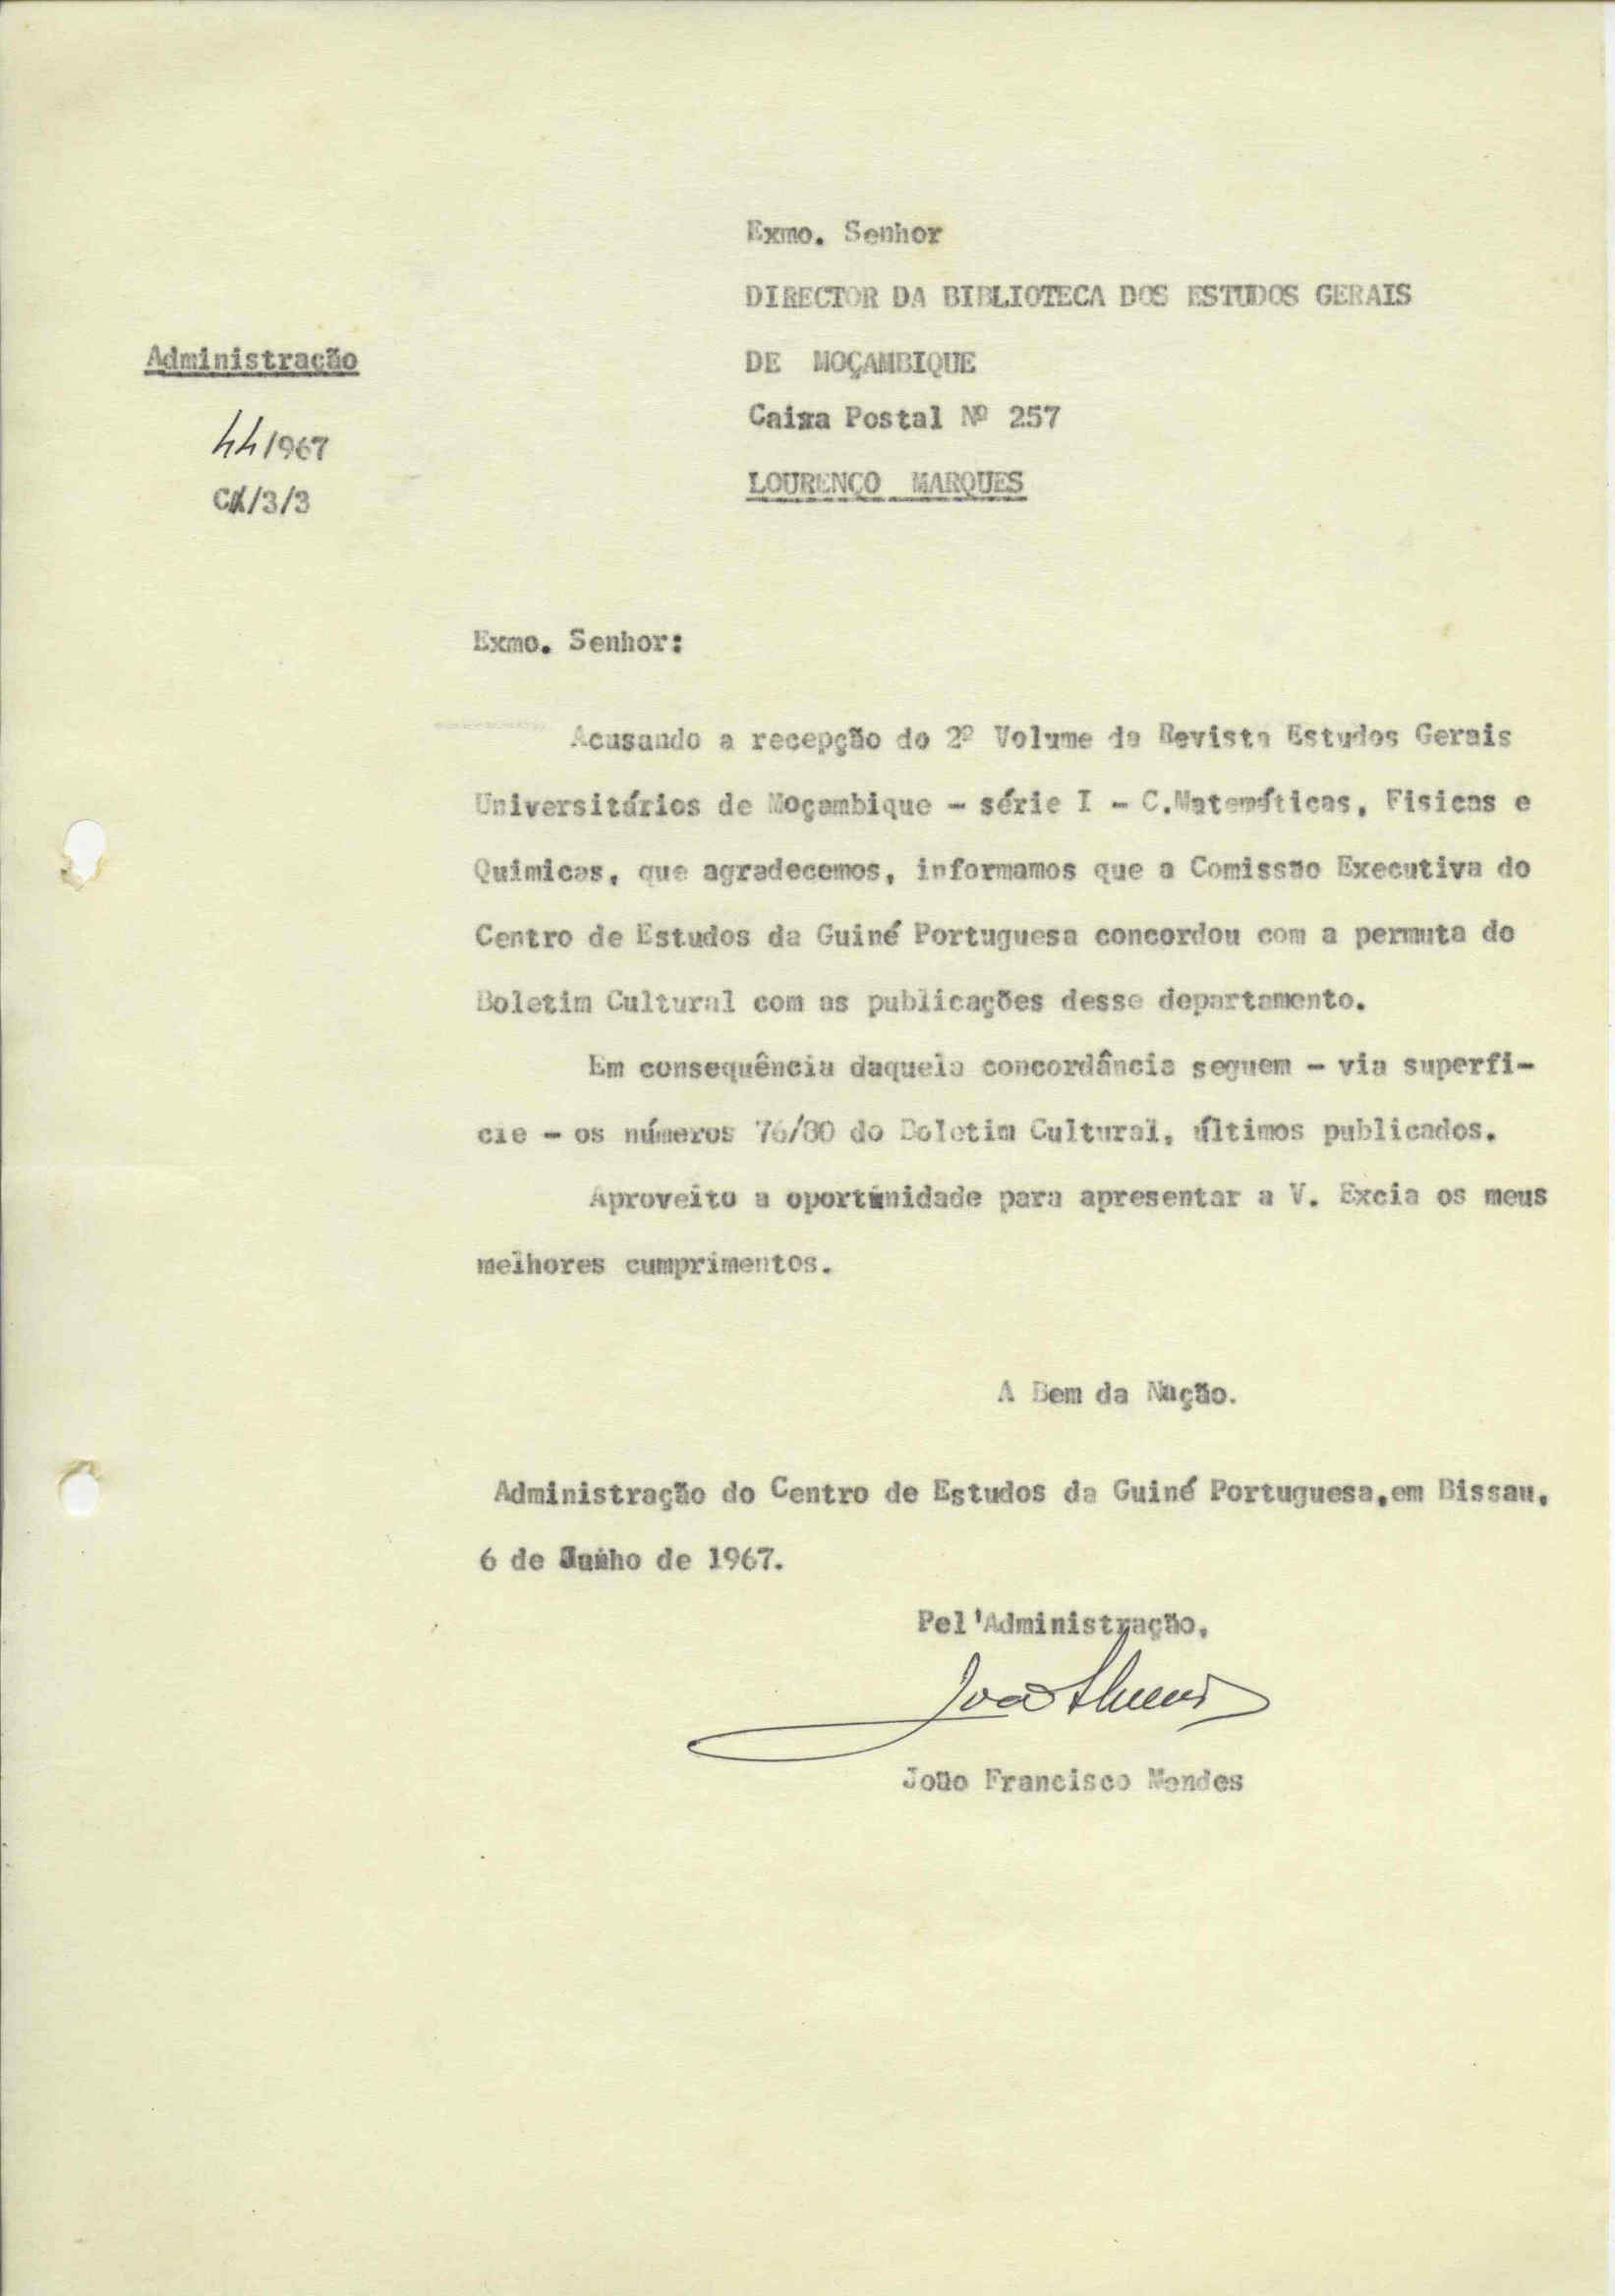 Exmo. Senhor
DIRECTOR DA BIBLIOTECA DOS ESTUDOS GERAIS
Administração
DE MOÇAMBIQUE
44/967
Caixa Postal Nº 257
/3/3
LOURENÇO MARQUES
Exmo. Senhor:
Acusando a recepção do 2º Volume da Revista Estudos Gerais
Universitários de Moçambique - série I - C.Matemáticas, Fisicas e
Quimicas, que agradecemos, informamos que a Comissão Executiva do
Centro de Estudos da Guiné Portuguesa concordou com a permuta do
Boletim Cultural com as publicações desse departamento.
Em consequência daquela concordância seguem - via superfi-
cie - os números 76/80 do Boletim Cultural, últimos publicados.
Aproveito a oportunidade para apresentar a V. Excia os meus
melhores cumprimentos.
A Bem da Nação.
Administração do Centro de Estudos da Guiné Portuguesa,em Bissau,
6 de de 1967.
Pel'Administração,
João Francisco Mendes